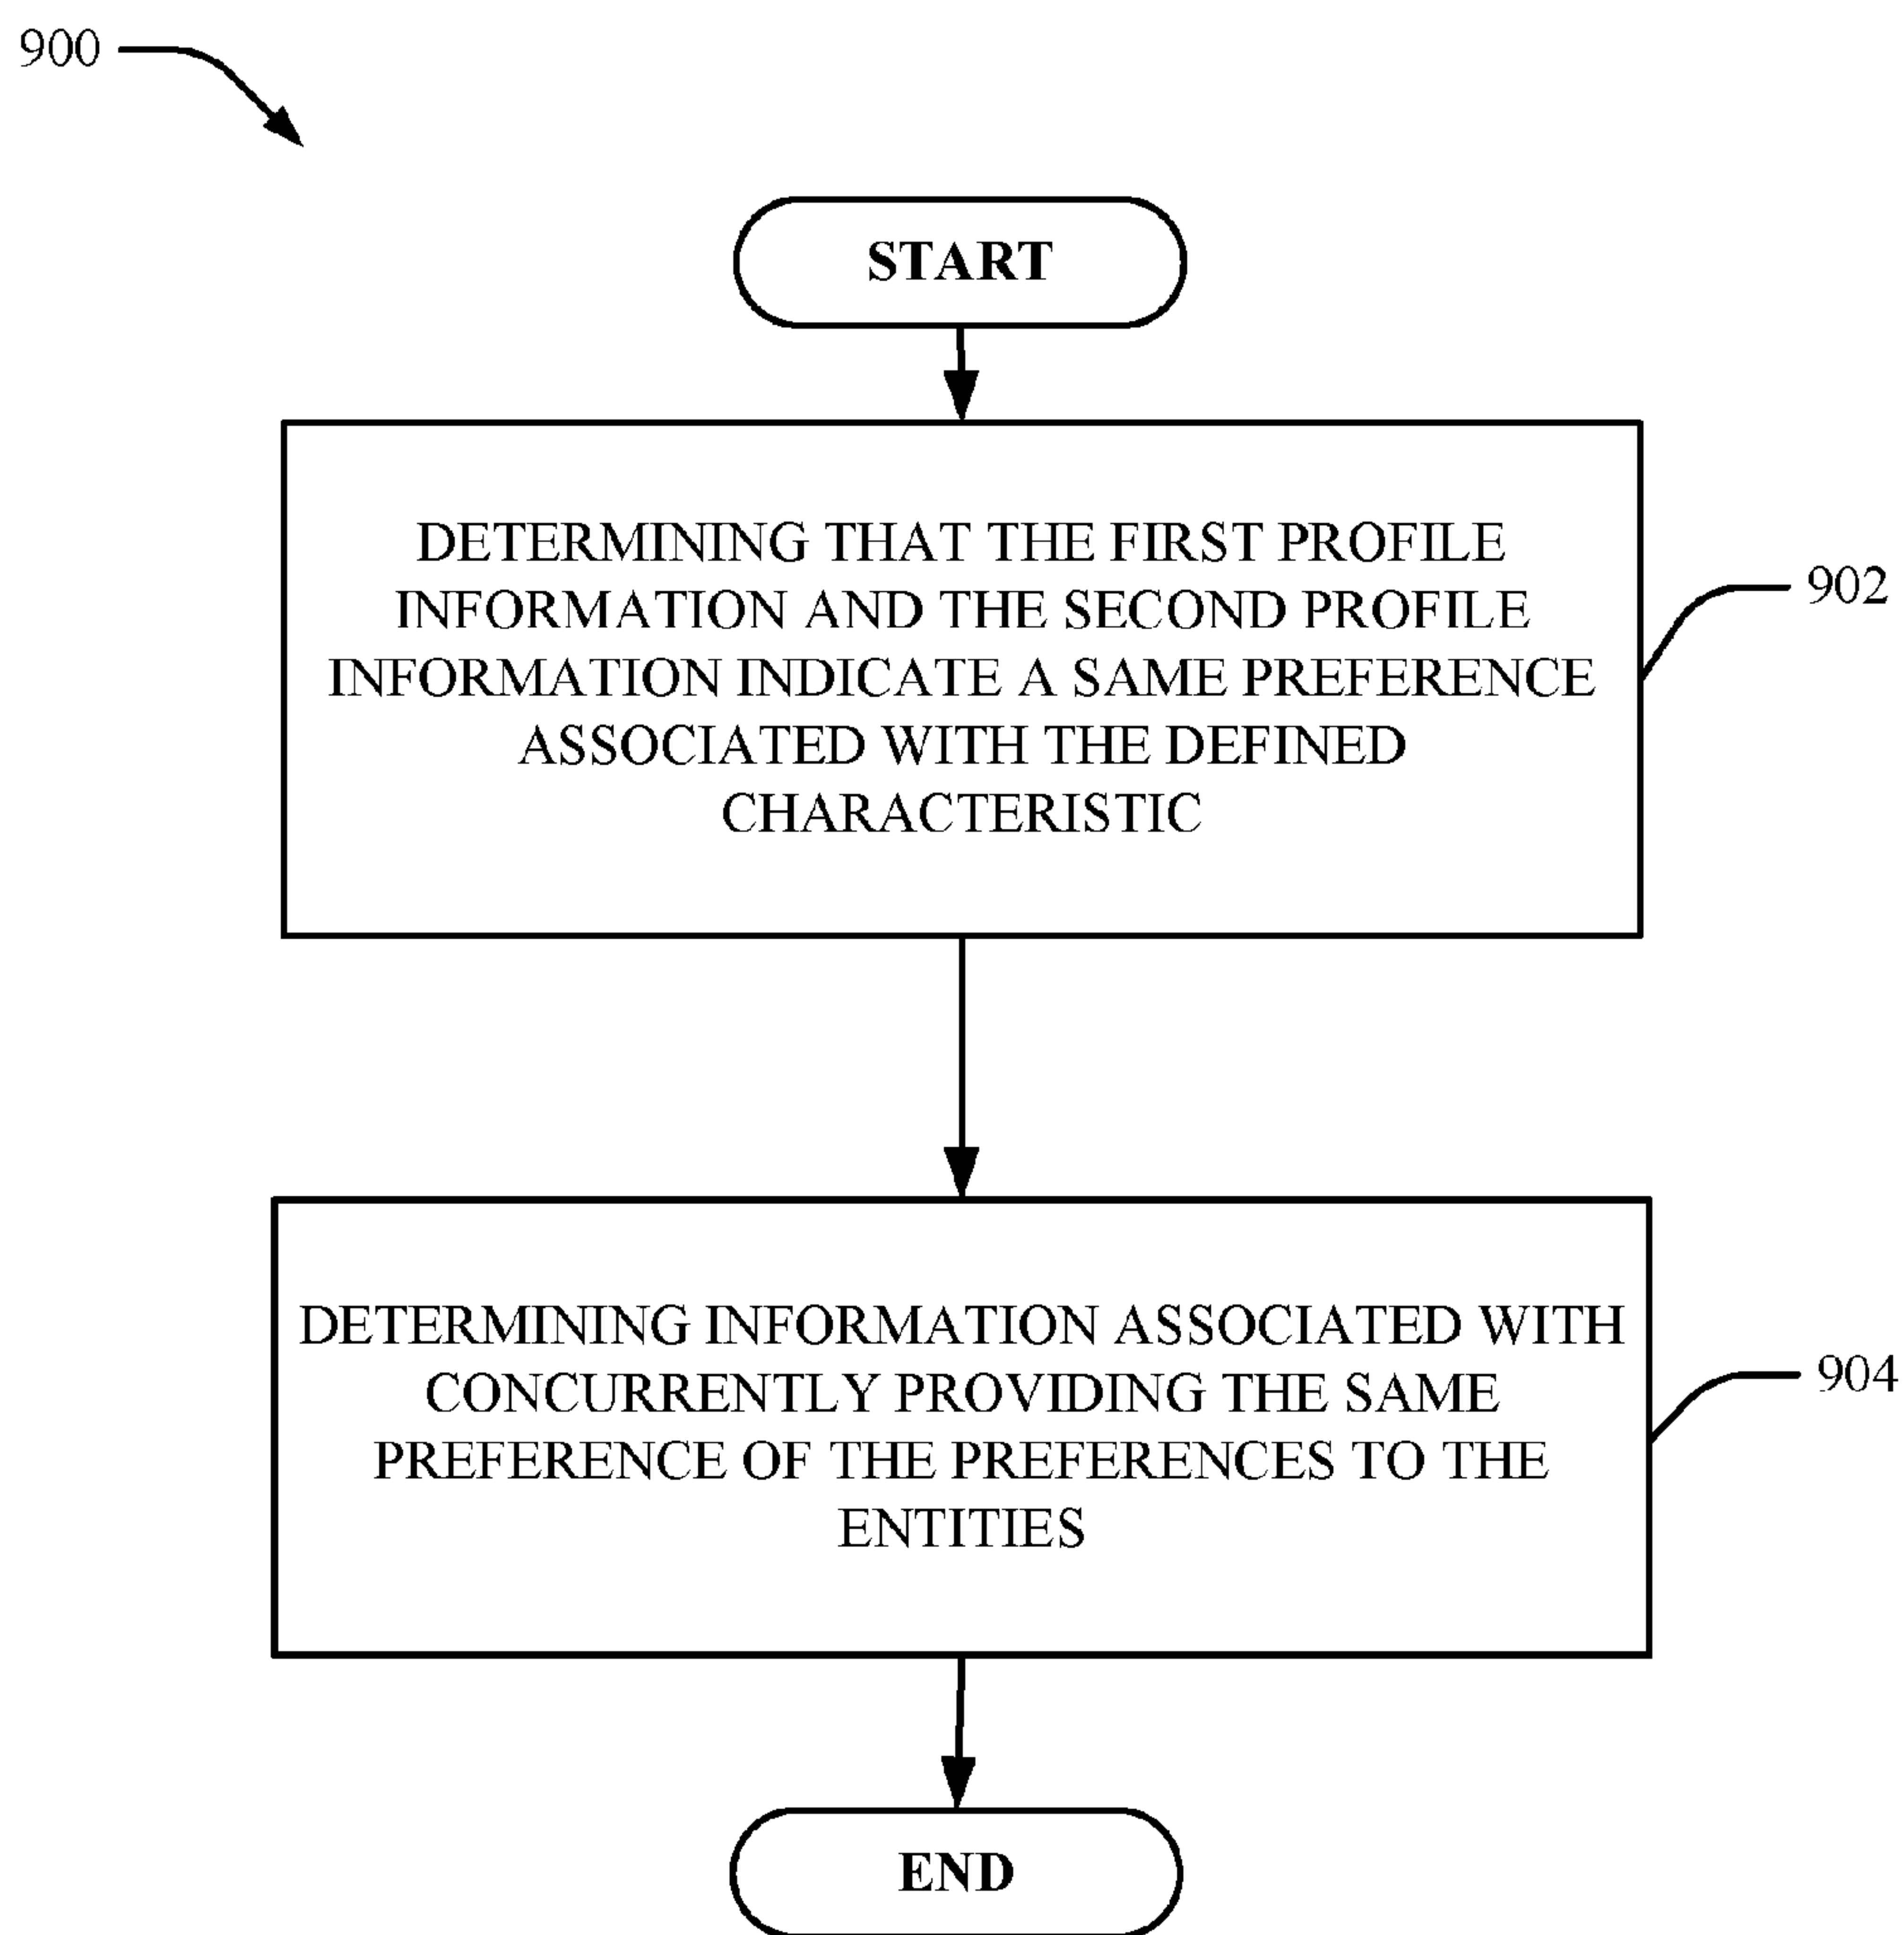 900
START
DETERMINING THAT THE FIRST PROFILE
INFORMATION AND THE SECOND PROFILE
INFORMATION INDICATE A SAME PREFERENCE
ASSOCIATED WITH THE DEFINED
CHARACTERISTIC
902
DETERMINING INFORMATION ASSOCIATED WITH
CONCURRENTLY PROVIDING THE SAME
PREFERENCE OF THE PREFERENCES TO THE
ENTITIES
904
END